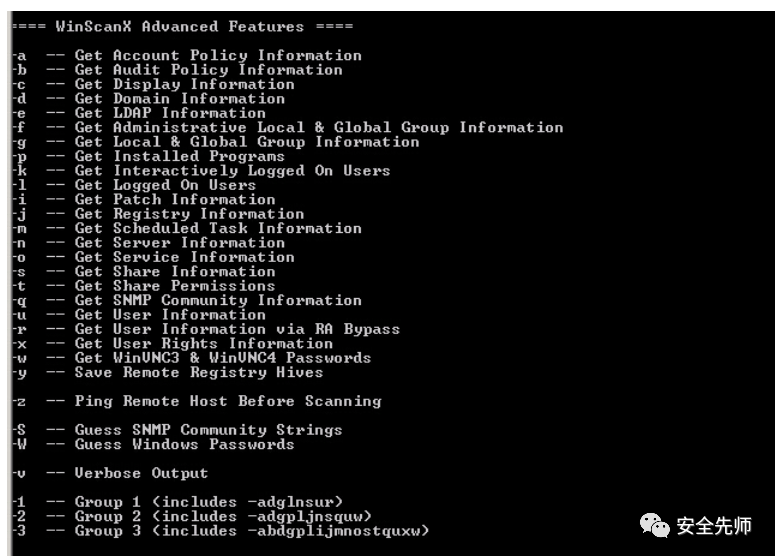 ==== WinScanX Advanced Features ====
-a -- Get Account Policy Information
-b -- Get Audit Policy Information
-c -- Get Display Information
-d -- Get Domain Information
-e -- Get LDAP Information
-f -- Get Administrative Local & Global Group Information
-g -- Get Local & Global Group Information
-p -- Get Installed Programs
-k -- Get Interactively Logged On Users
-l -- Get Logged On Users
-i -- Get Patch Information
-j -- Get Registry Information
-m -- Get Scheduled Task Information
-n -- Get Server Information
-o -- Get Service Information
-s -- Get Share Information
-t -- Get Share Permissions
-q -- Get SNMP Community Information
-u -- Get User Information
-r -- Get User Information via RA Bypass
-x -- Get User Rights Information
-w -- Get WinVNC3 & WinVNC4 Passwords
-y -- Save Remote Registry Hives
-z -- Ping Remote Host Before Scanning
-S -- Guess SNMP Community Strings
-W -- Guess Windows Passwords
-v -- Verbose Output
-1 -- Group 1 (includes -adglnsur)
-2 -- Group 2 (includes -adgpljnsquw)
-3 -- Group 3 (includes -abdgplijmnostquxw)
安全先师